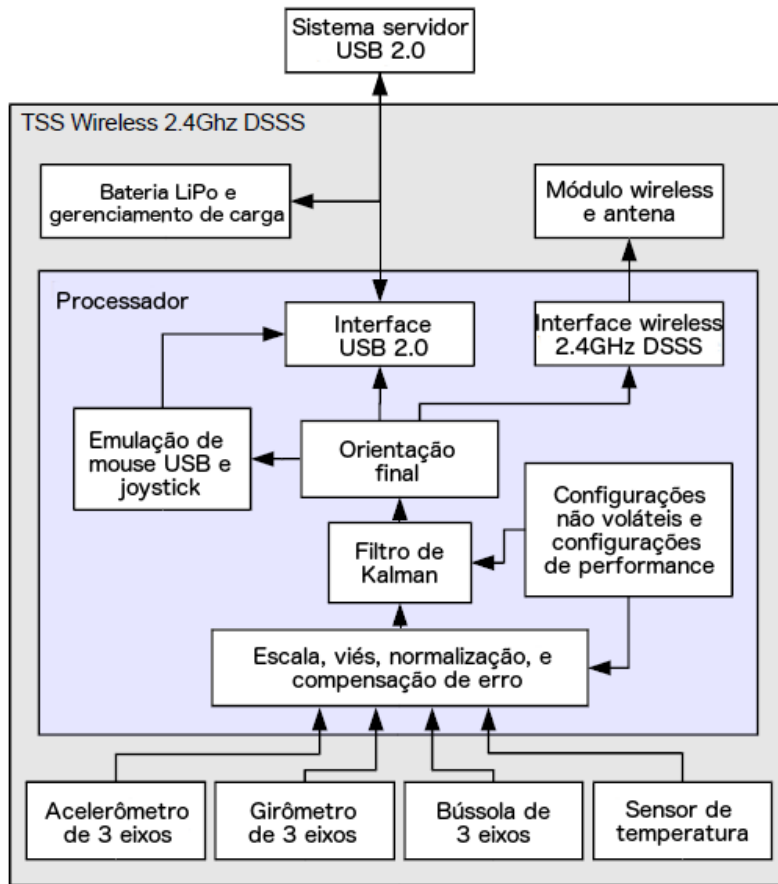 Sistema servidor
USB 2.0
TSS Wireless 2.4Ghz DSSS
Bateria LiPo e
gerenciamento de carga
Módulo wireless
e antena
Processador
Interface
USB 2.0
Interface wireless
2.4GHz DSSS
Emulação de
mouse USB e
joystick
Orientação
final
Configurações
não voláteis e
configurações
de performance
Filtro de
Kalman
Escala, viés, normalização, e
compensação de erro
Acelerômetro
de 3 eixos
Girômetro
de 3 eixos
Bússola de
3 eixos
Sensor de
temperatura